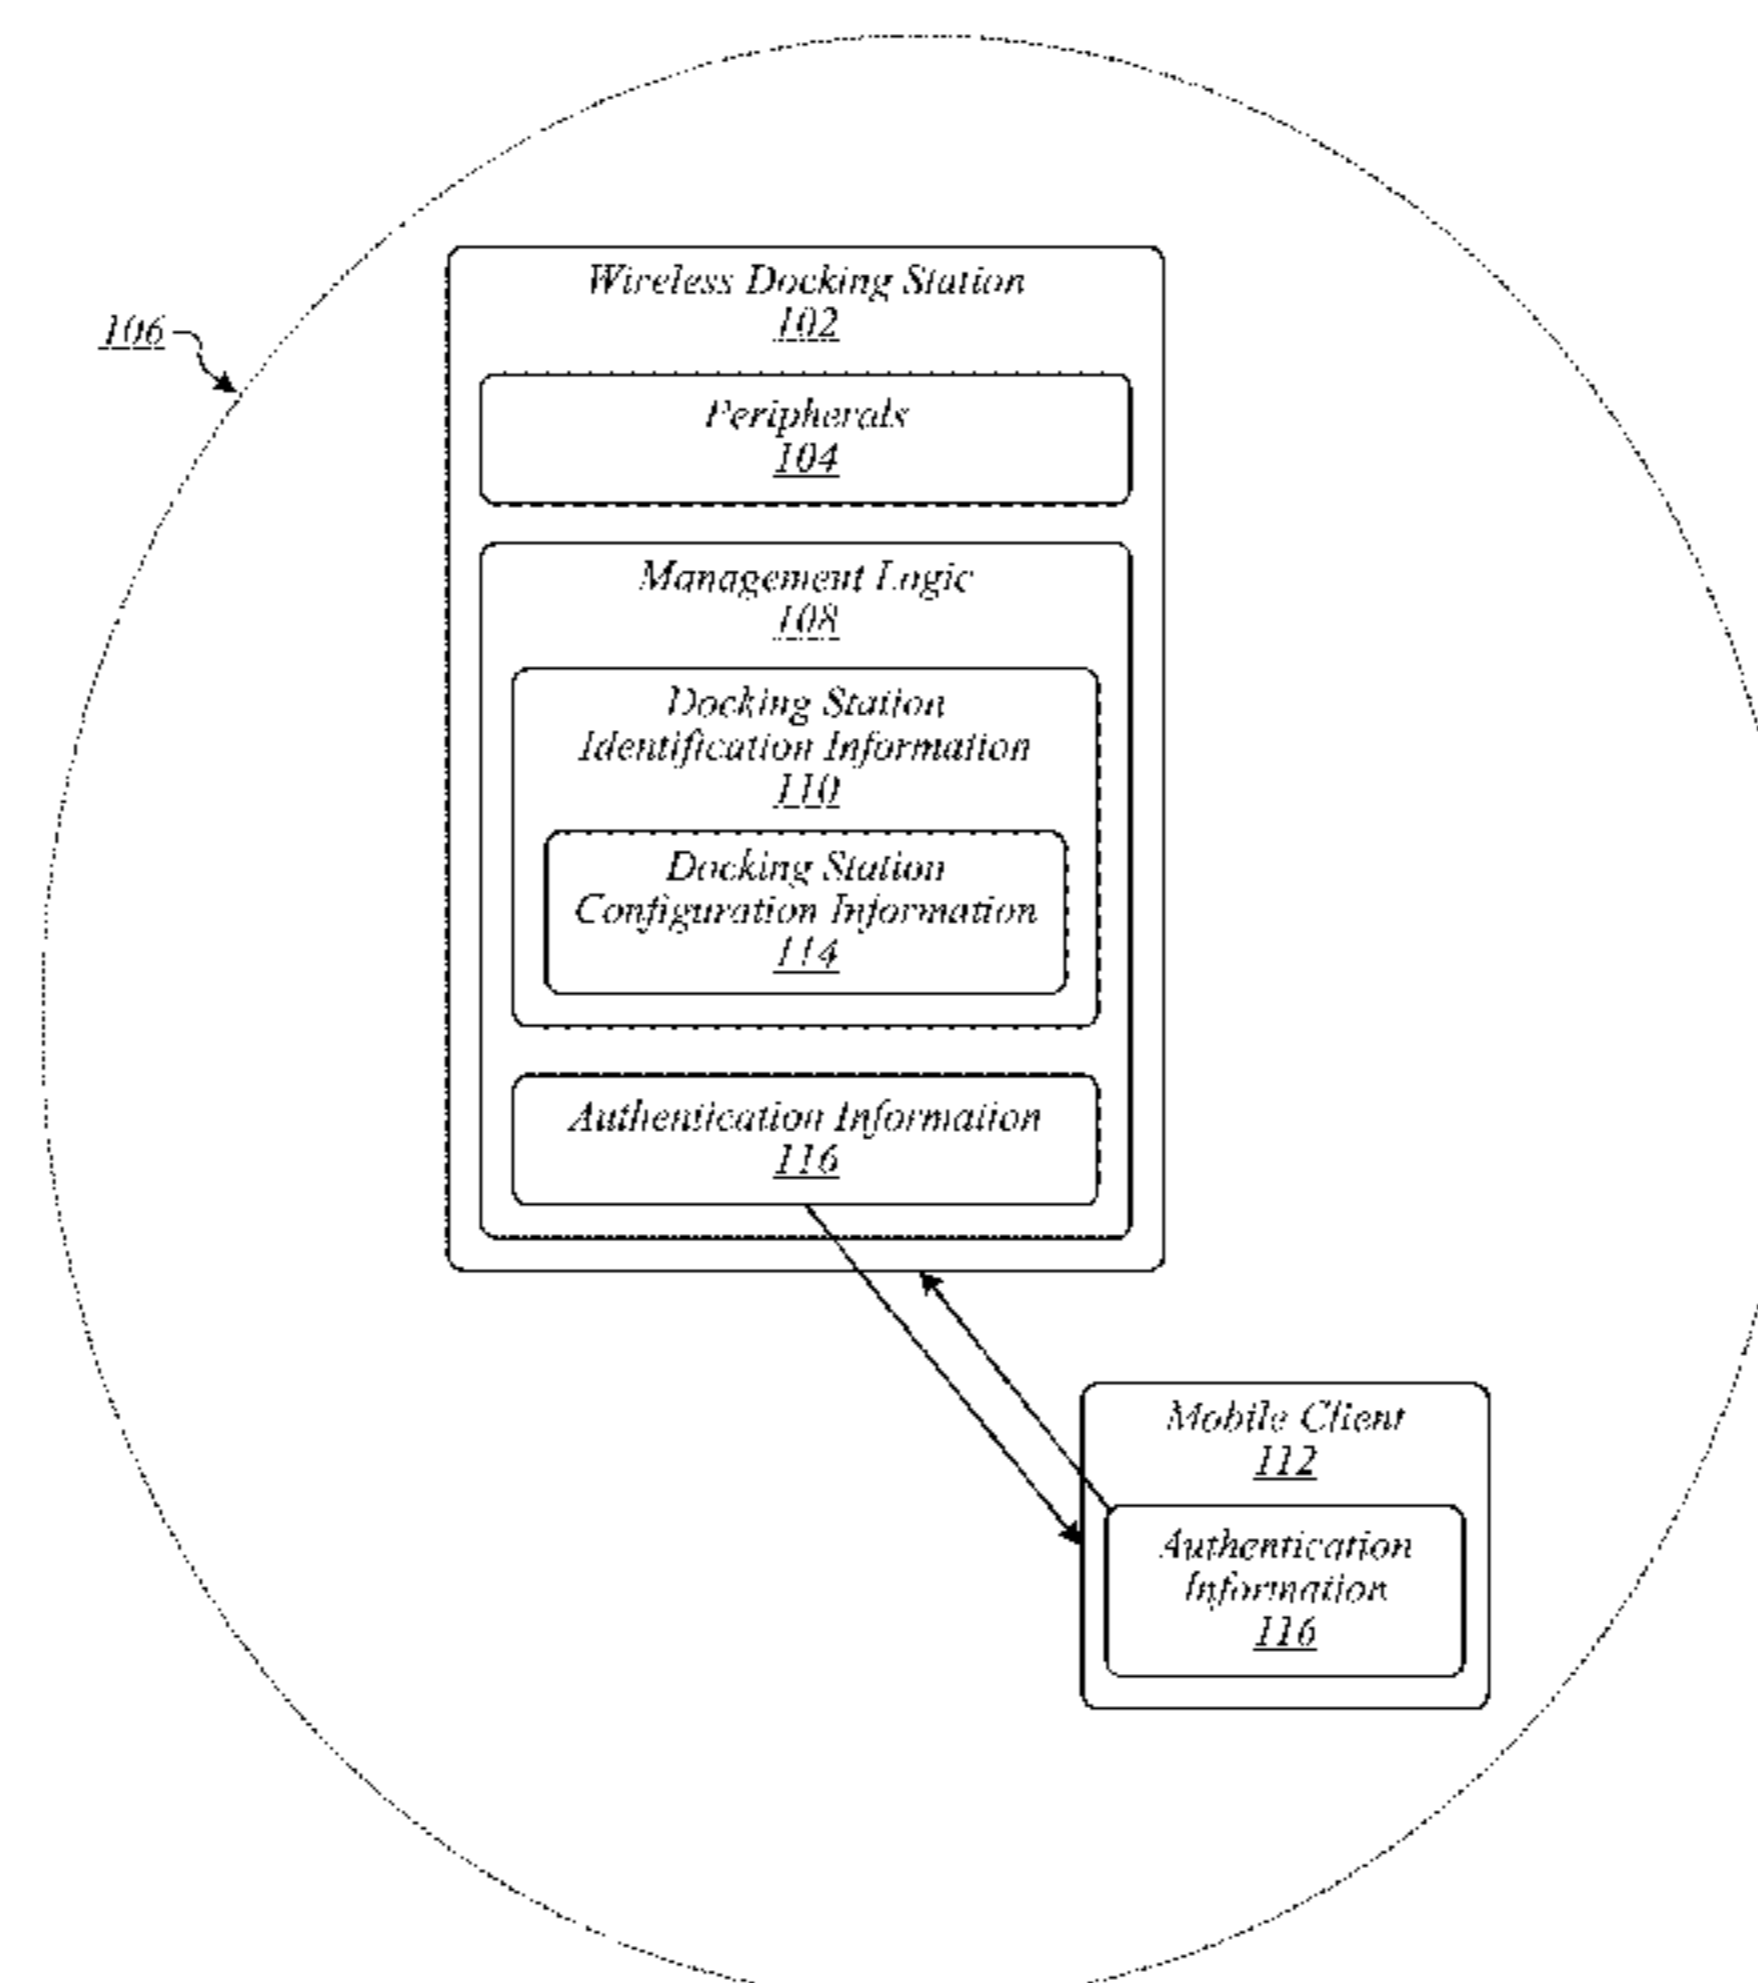 Wireless Docking Station
102
106
Peripherals
104
Management Logic
108
Docking Station
Identification Information
110
Docking Station
Configuration Information
114
Authentication Information
116
Mobile Client
112
Authentication
Information
116